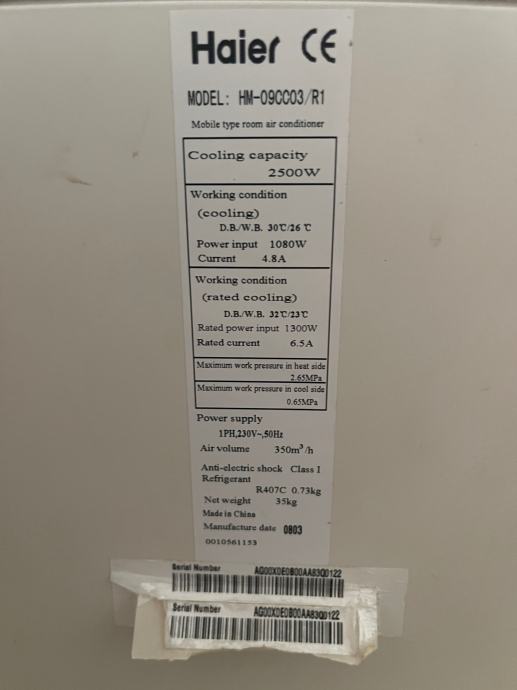 Haier CE
MODEL: HM-09CC03/R1
Mobile type room air conditioner
Cooling capacity
2500W
Working condition
(cooling)
D.B./W.B. 30℃/26 ℃
Power input 1080W
Current 4.8A
Working condition
(rated cooling)
D.B./W.B. 32℃/23℃
Rated power input 1300W
Rated current 6.5A
Maximum work pressure in heat side
2.65MPa
Maximum work pressure in cool side
0.65MPa
Power supply
1PH,230V~,50Hz
Air volume 350m³/h
Anti-electric shock Class I
Refrigerant
R407C 0.73kg
Net weight 35kg
Made in China
Manufacture date 0803
0010561153
Serial Number AG00X0E0B00AA83Q0122
Serial Number AG00X0E0B00AA83Q0122